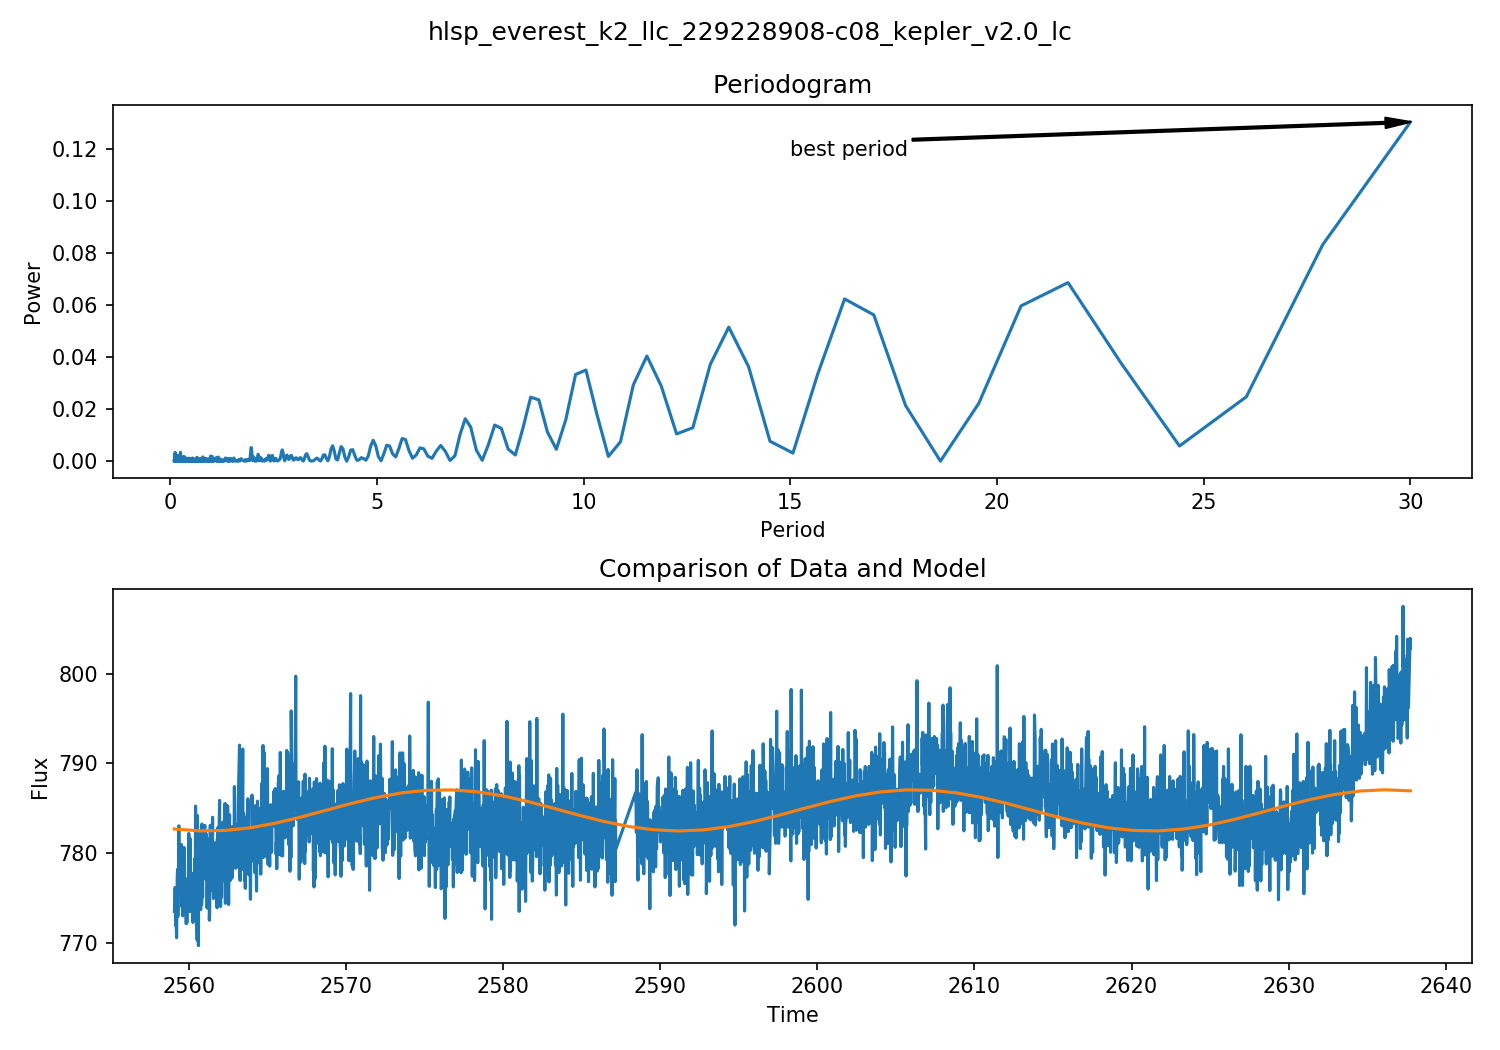 hlsp_everest_k2_llc_229228908-c08_kepler_v2.0_lc
Periodogram
best period
Power
0.12
0.10
0.08
0.06
0.04
0.02
0.00
0 5 10 15 20 25 30
Period
Comparison of Data and Model
Flux
800
790
780
770
2560 2570 2580 2590 2600 2610 2620 2630 2640
Time